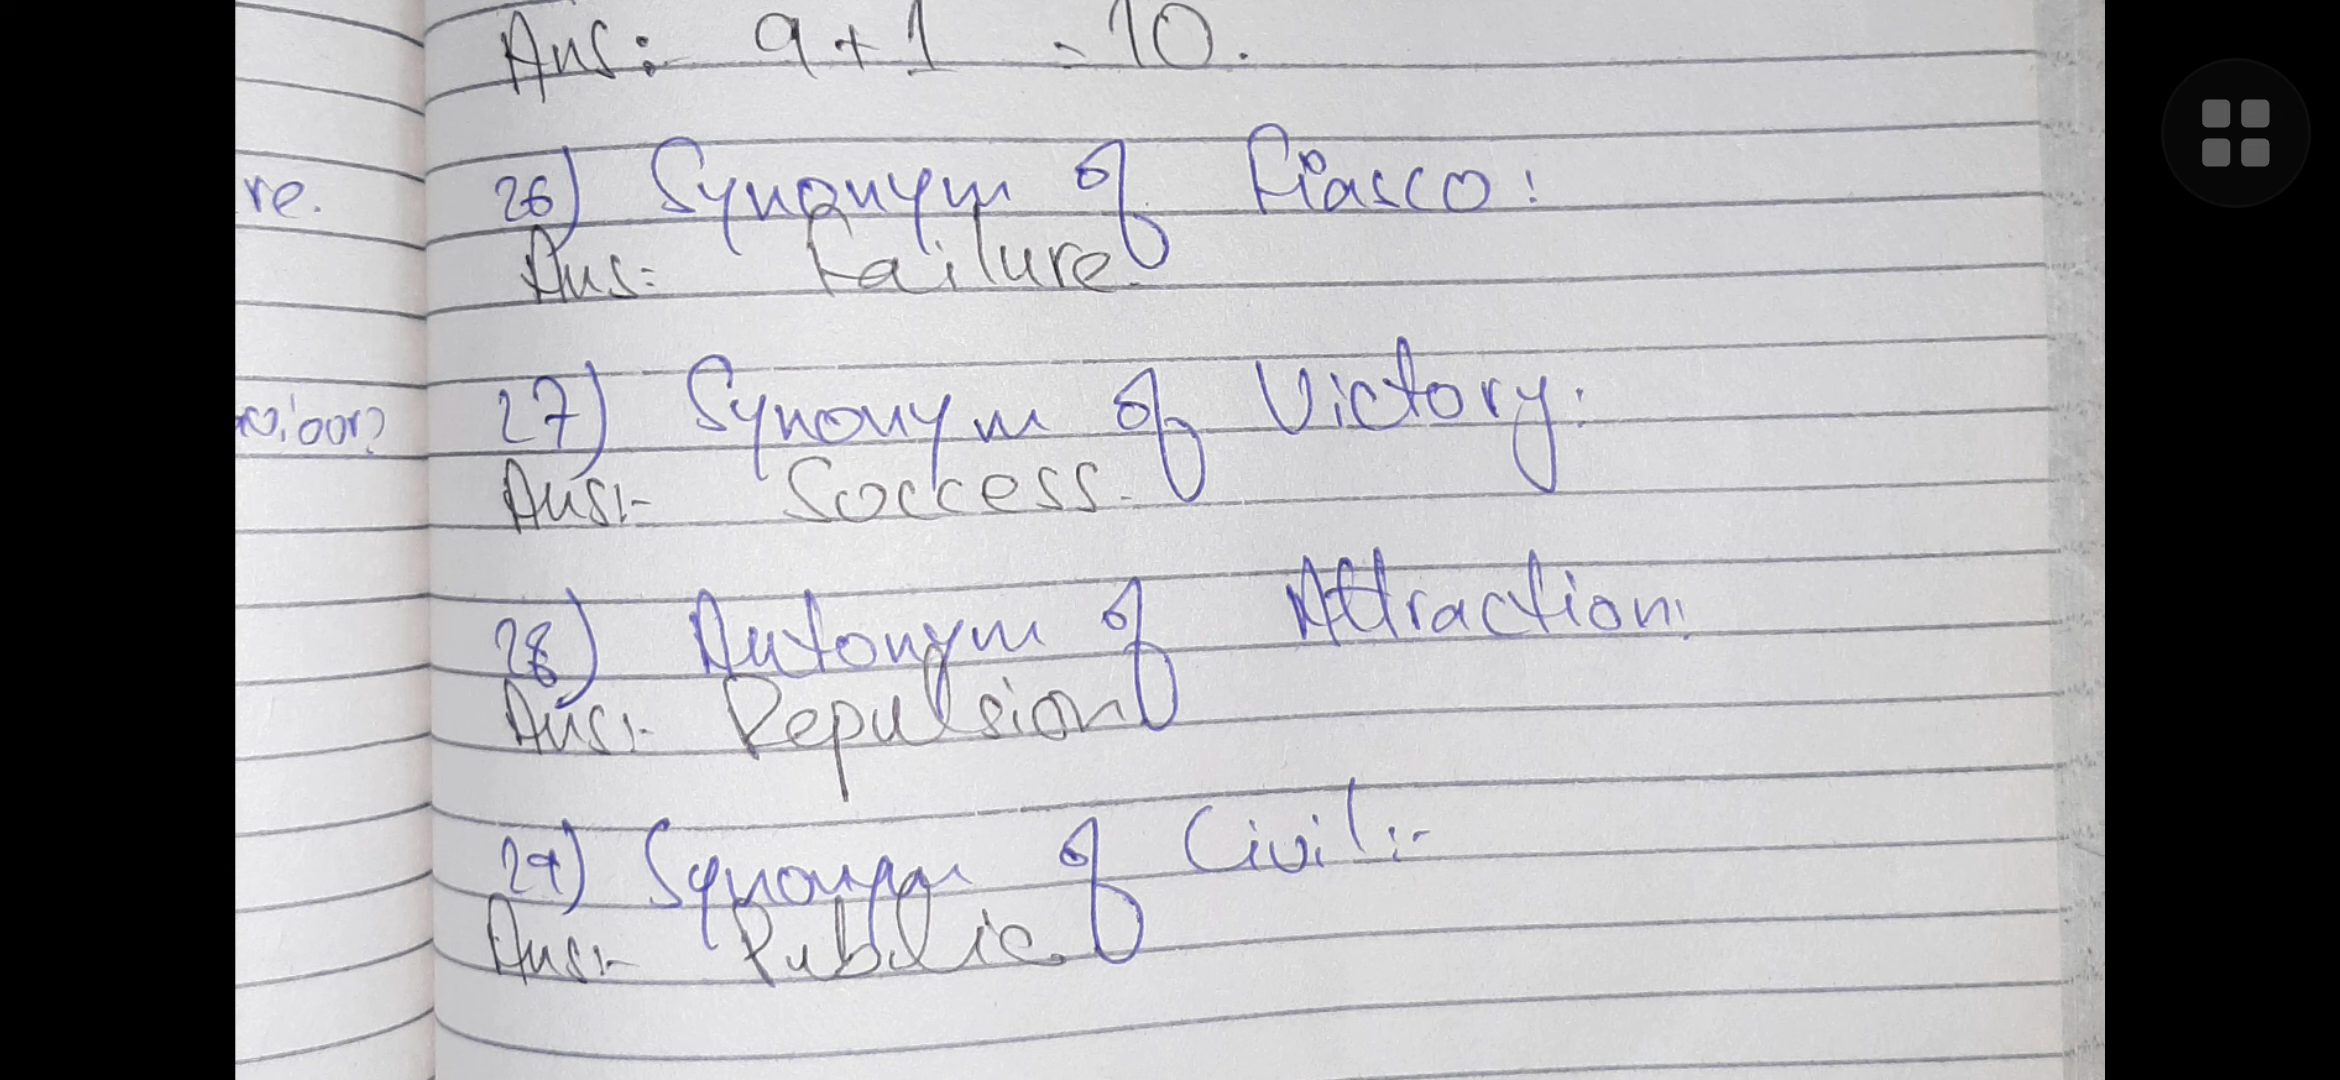 Ans: 9+1 = 10.
re.
26) Synonym of Fiasco:
Ans: Failure.
27) Synonym of Victory:
Ans:- Success.
28) Antonym of Attraction:
Ans:- Repulsion
29) Synonym of Civil:-
Ans:- Public.